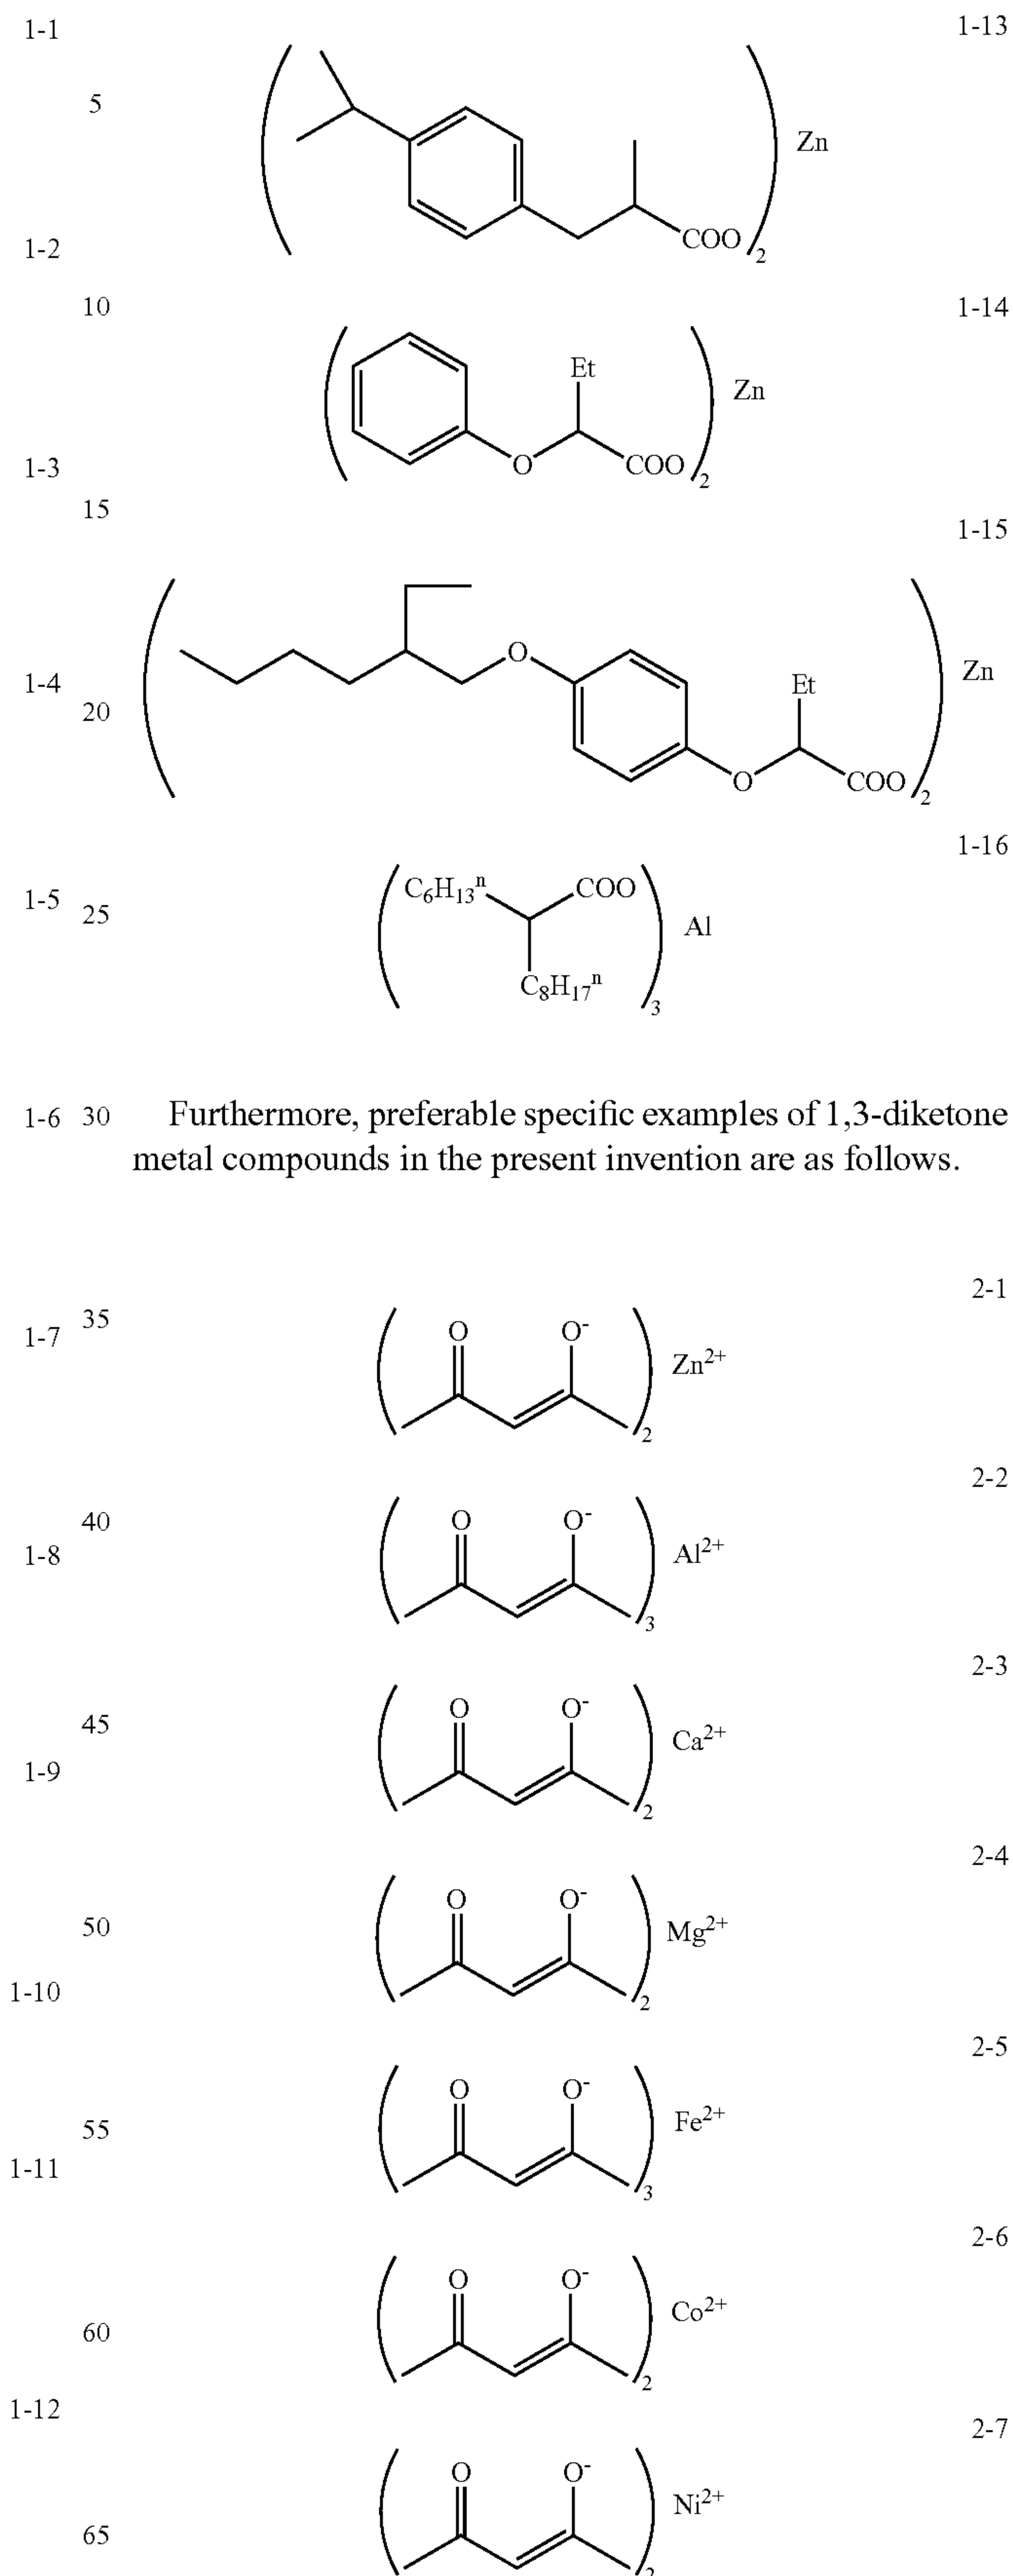 1-1
1-13
5
Zn
COO
2
1-2
10
1-14
Et
Zn
O
COO
2
1-3
15
1-15
O
Zn
1-4
Et
20
O
COO
2
1-16
C6H13n
COO
1-5
25
Al
C8H17n
3
1-6
30
Furthermore, preferable specific examples of 1,3-diketone
metal compounds in the present invention are as follows.
2-1
35
1-7
O
O-
Zn2+
2
2-2
40
O
O-
1-8
Al2+
3
2-3
45
O
O-
Ca2+
1-9
2
2-4
50
O
O-
Mg2+
1-10
2
2-5
O
O-
Fe2+
55
1-11
3
2-6
O
O-
Co2+
60
2
1-12
2-7
O
O-
Ni2+
65
2